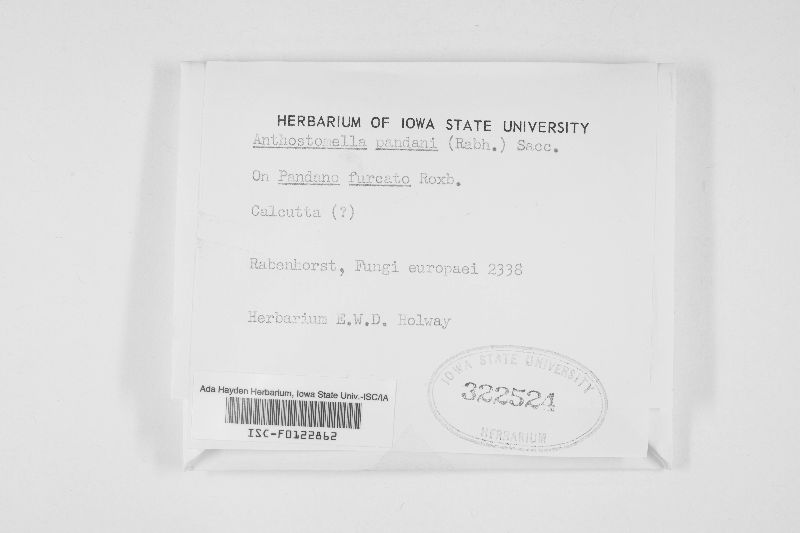 HERBARIUM OF IOWA STATE UNIVERSITY
Anthostomella pandani (Rabh.) Sacc.
On Pandano furcato Roxb.
Calcutta (?)
Rabenhorst, Fungi europaei 2338
Herbarium E.W.D. Holway
Ada Hayden Herbarium, Iowa State Univ.-ISC/IA
ISC-F0122862
IOWA STATE UNIVERSITY
322524
HERBARIUM